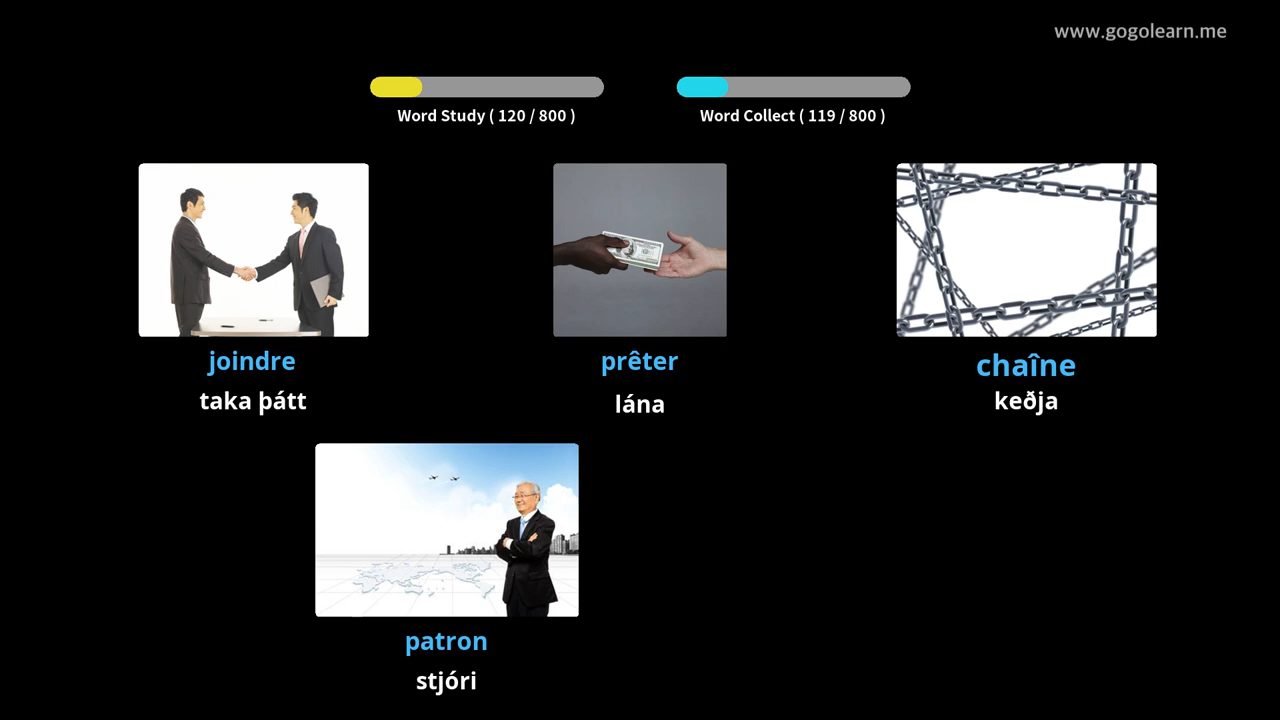 www.gogolearn.me
Word Study ( 120 / 800 )
Word Collect ( 119 / 800 )
joindre
taka þátt
prêter
lána
chaîne
keðja
patron
stjóri